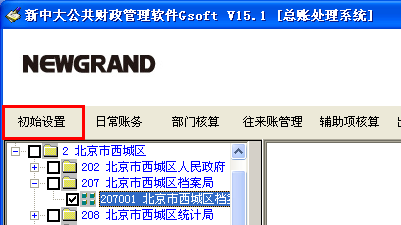 新中大公共财政管理软件Gsoft V15.1 [总账处理系统]
NEWGRAND
初始设置 日常账务 部门核算 往来账管理 辅助项核算
2 北京市西城区
202 北京市西城区人民政府
207 北京市西城区档案局
207001 北京市西城区档
208 北京市西城区统计局